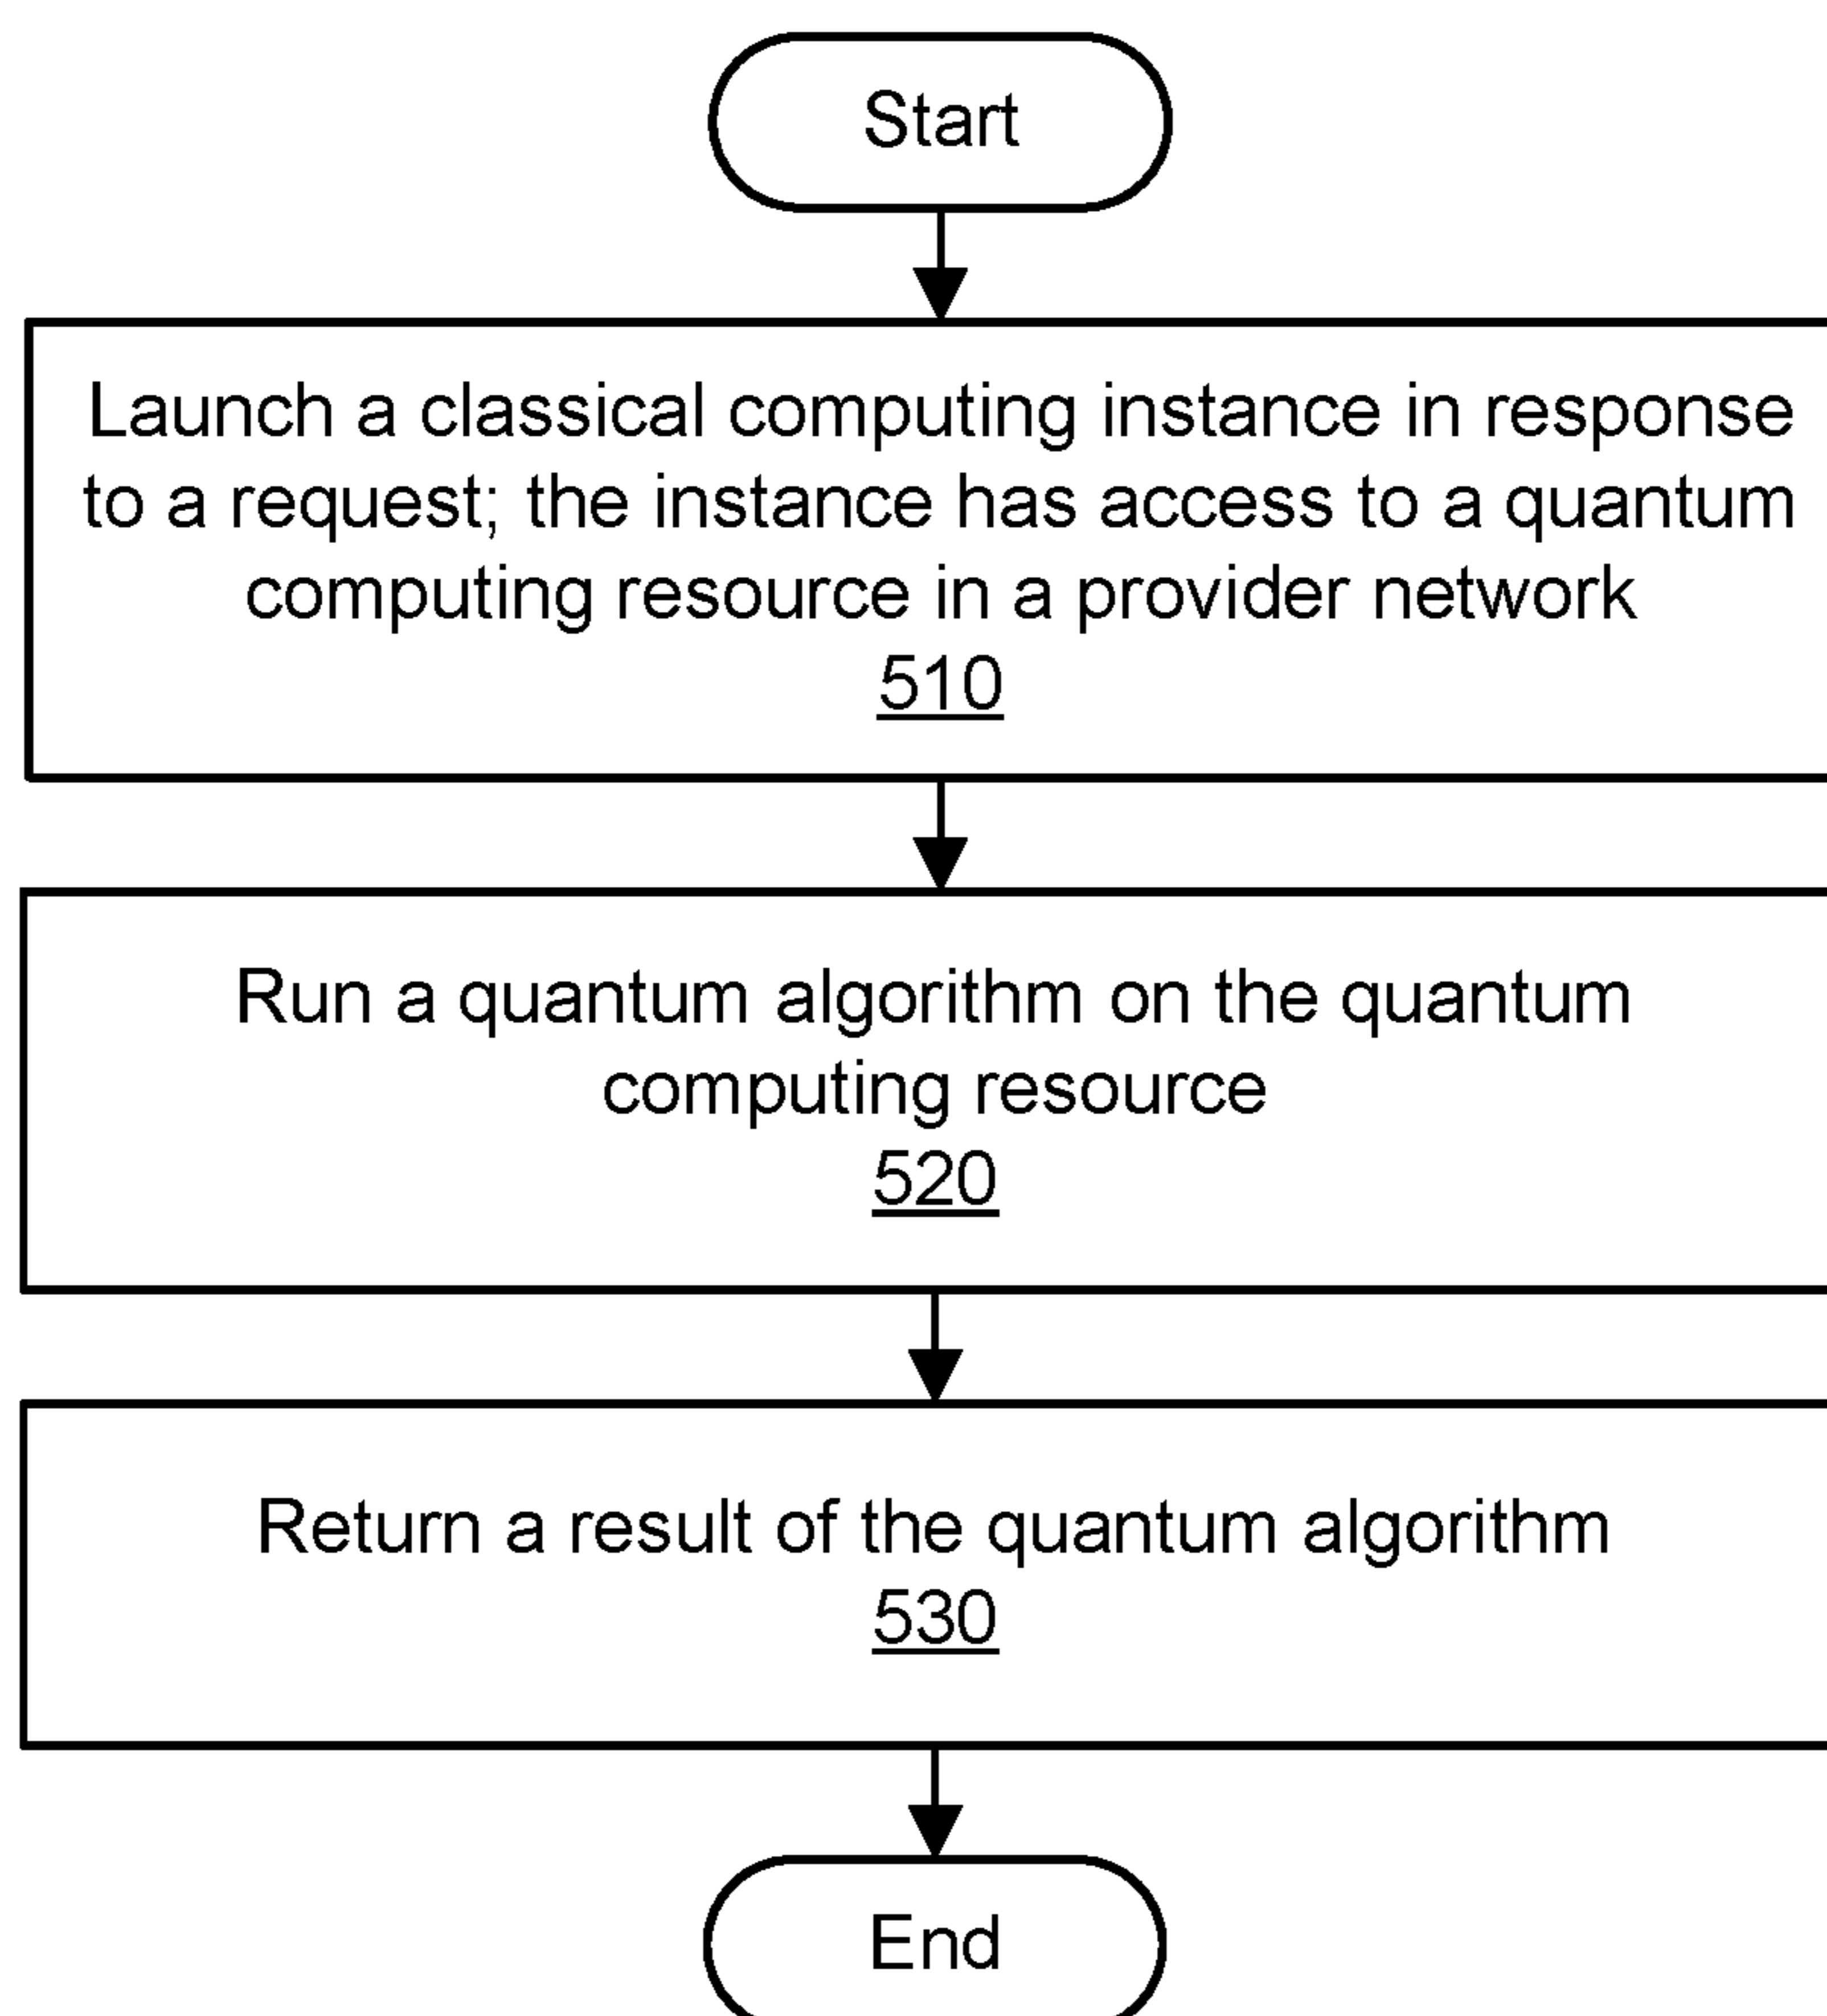 Start
Launch a classical computing instance in response
to a request; the instance has access to a quantum
computing resource in a provider network
510
Run a quantum algorithm on the quantum
computing resource
520
Return a result of the quantum algorithm
530
End